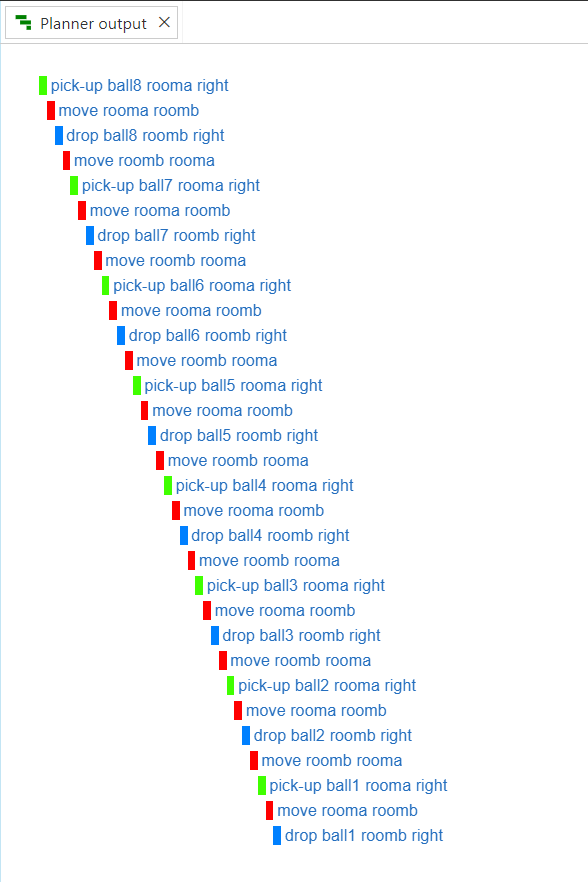 Planner output
pick-up ball8 rooma right
move rooma roomb
drop ball8 roomb right
move roomb rooma
pick-up ball7 rooma right
move rooma roomb
drop ball7 roomb right
move roomb rooma
pick-up ball6 rooma right
move rooma roomb
drop ball6 roomb right
move roomb rooma
pick-up ball5 rooma right
move rooma roomb
drop ball5 roomb right
move roomb rooma
pick-up ball4 rooma right
move rooma roomb
drop ball4 roomb right
move roomb rooma
pick-up ball3 rooma right
move rooma roomb
drop ball3 roomb right
move roomb rooma
pick-up ball2 rooma right
move rooma roomb
drop ball2 roomb right
move roomb rooma
pick-up ball1 rooma right
move rooma roomb
drop ball1 roomb right